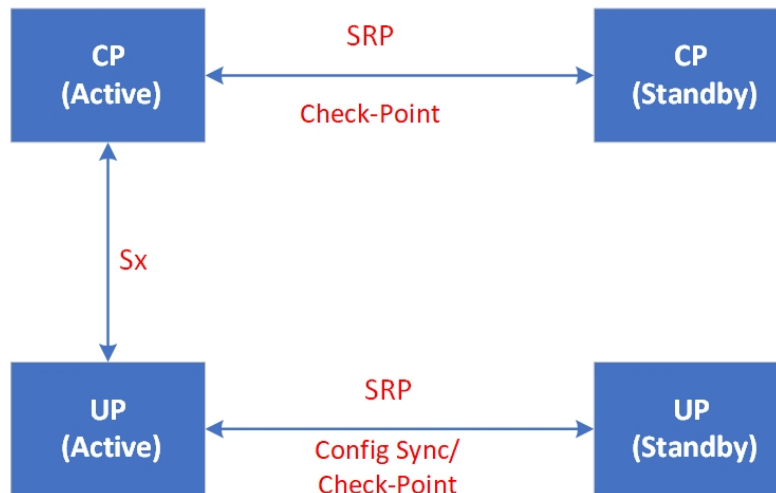 CP
(Active)
SRP
Check-Point
CP
(Standby)
Sx
UP
(Active)
SRP
Config Sync/
Check-Point
UP
(Standby)